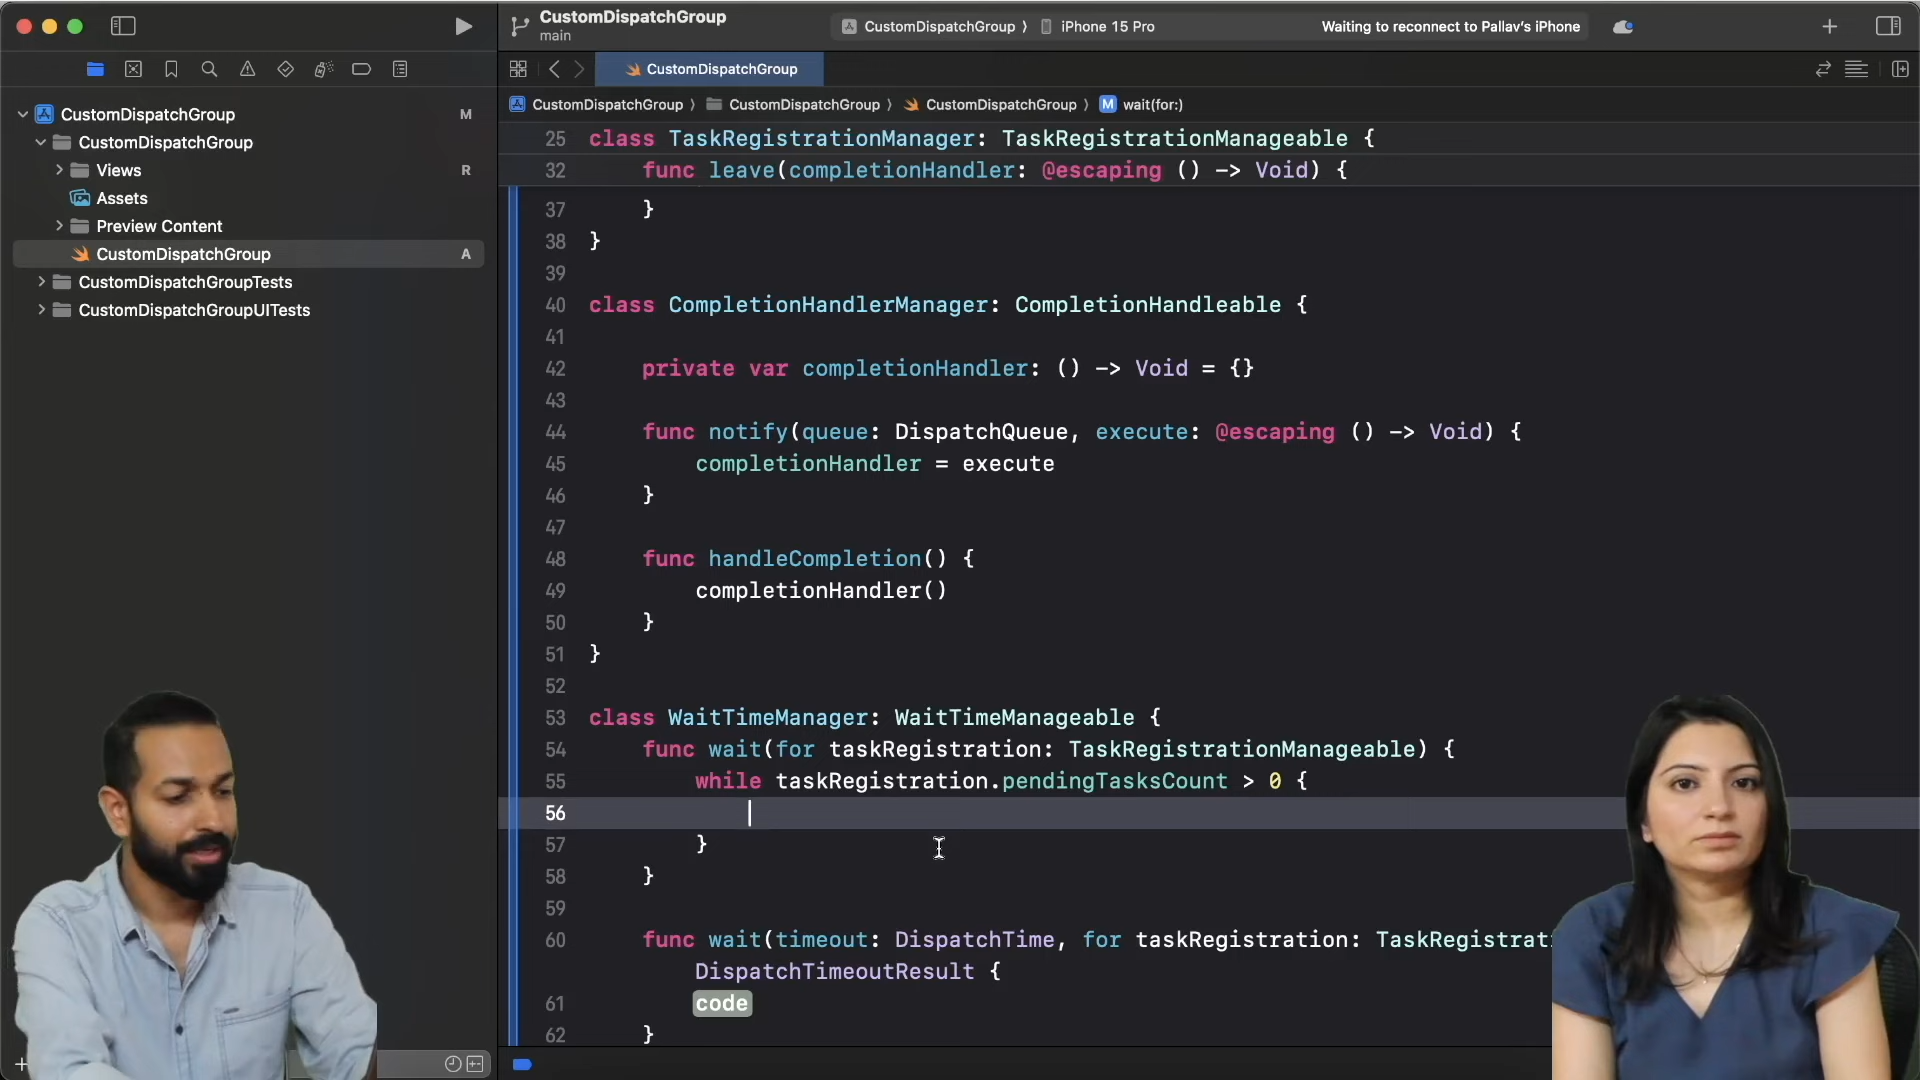 CustomDispatchGroup
main
CustomDispatchGroup 〉 iPhone 15 Pro
Waiting to reconnect to Pallav's iPhone
CustomDispatchGroup
CustomDispatchGroup 〉 CustomDispatchGroup 〉 CustomDispatchGroup 〉 M wait(for:)
CustomDispatchGroup M
CustomDispatchGroup
Views R
Assets
Preview Content
CustomDispatchGroup A
CustomDispatchGroupTests
CustomDispatchGroupUITests
25 class TaskRegistrationManager: TaskRegistrationManageable {
32 func leave(completionHandler: @escaping () -> Void) {
37 }
38 }
39
40 class CompletionHandlerManager: CompletionHandleable {
41
42 private var completionHandler: () -> Void = {}
43
44 func notify(queue: DispatchQueue, execute: @escaping () -> Void) {
45 completionHandler = execute
46 }
47
48 func handleCompletion() {
49 completionHandler()
50 }
51 }
52
53 class WaitTimeManager: WaitTimeManageable {
54 func wait(for taskRegistration: TaskRegistrationManageable) {
55 while taskRegistration.pendingTasksCount > 0 {
56
57 }
58 }
59
60 func wait(timeout: DispatchTime, for taskRegistration: TaskRegistrati
DispatchTimeoutResult {
61 code
62 }